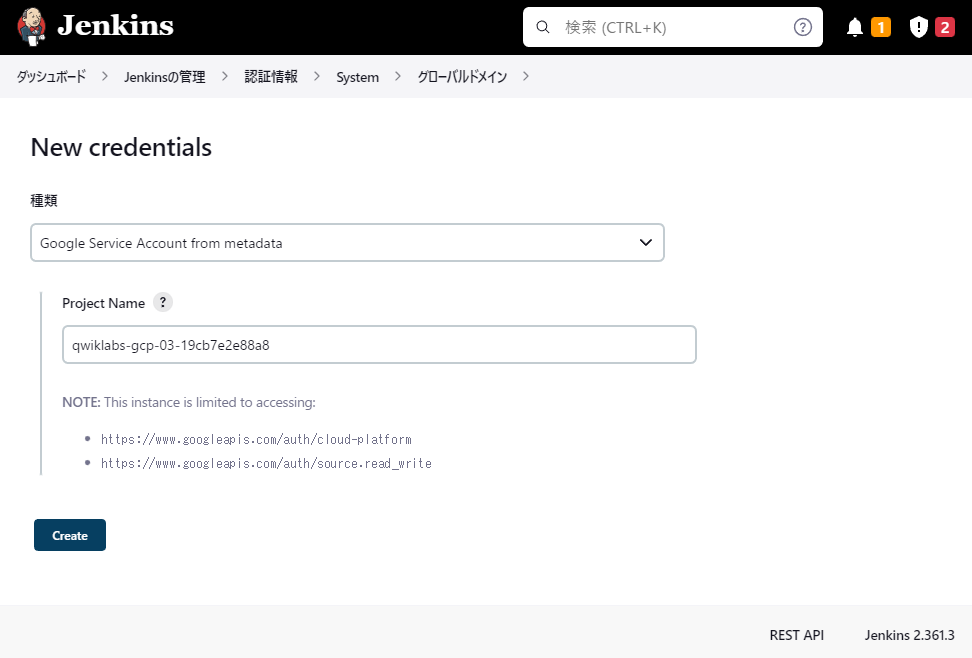 Jenkins
検索 (CTRL+K)
?
1
2
ダッシュボード > Jenkinsの管理 > 認証情報 > System > グローバルドメイン >
New credentials
種類
Google Service Account from metadata
Project Name ?
qwiklabs-gcp-03-19cb7e2e88a8
NOTE: This instance is limited to accessing:
• https://www.googleapis.com/auth/cloud-platform
• https://www.googleapis.com/auth/source.read_write
Create
REST API Jenkins 2.361.3